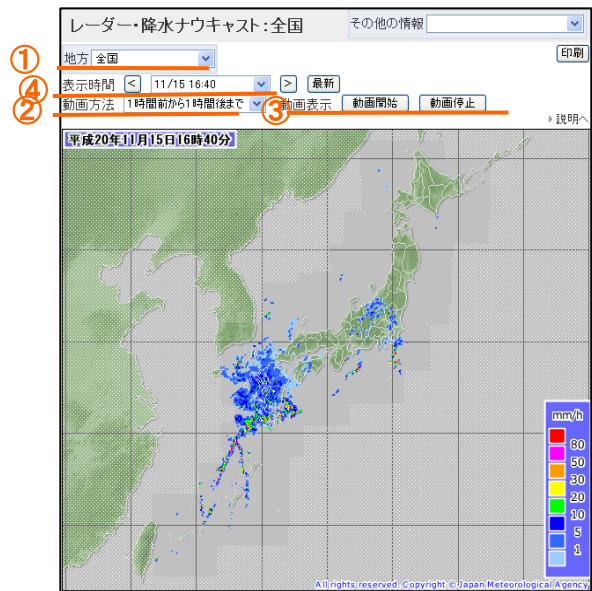 レーダー・降水ナウキャスト:全国 その他の情報
① 地方 全国 印刷
④ 表示時間 < 11/15 16:40 > 最新
② 動画方法 1時間前から1時間後まで ③ 動画表示 動画開始 動画停止
説明へ
平成20年11月15日16時40分
mm/h
80
50
30
20
10
5
1
All rights reserved. Copyright © Japan Meteorological Agency